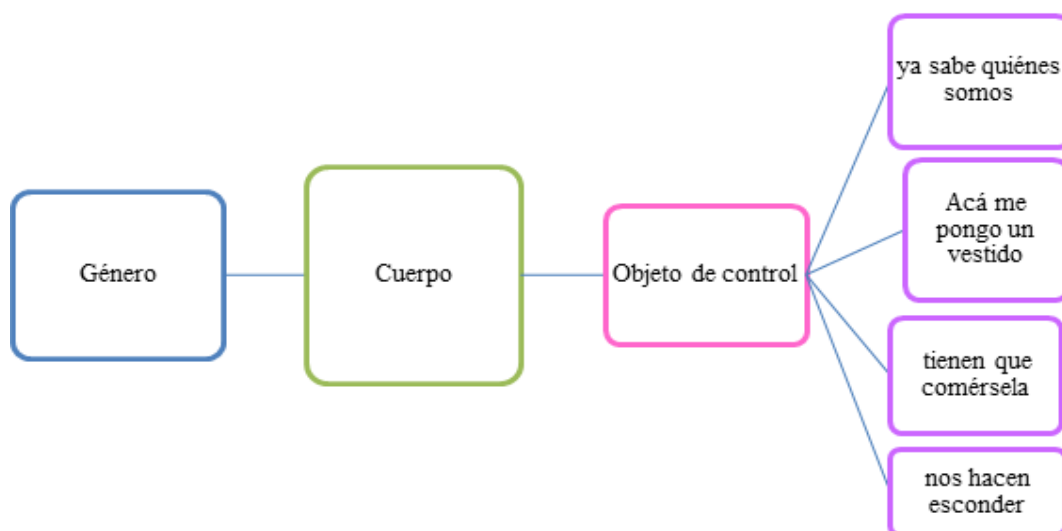 Género
Cuerpo
Objeto de control
ya sabe quiénes
somos
Acá me
pongo un
vestido
tienen que
comérsela
nos hacen
esconder